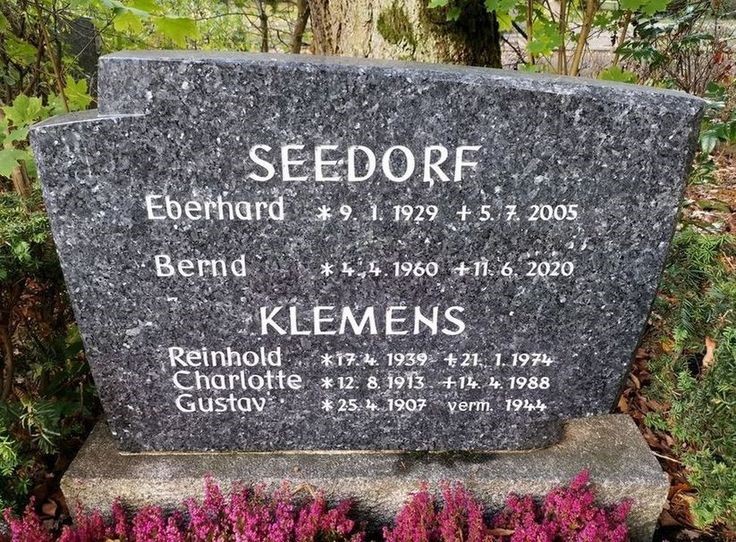 SEEDORF
Eberhard * 9. 1. 1929 + 5. 7. 2005
Bernd * 4. 4. 1960 + 11. 6. 2020
KLEMENS
Reinhold * 17. 4. 1939 + 21. 1. 1974
Charlotte * 12. 8. 1913 + 14. 4. 1988
Gustav * 25. 4. 1907 verm. 1944